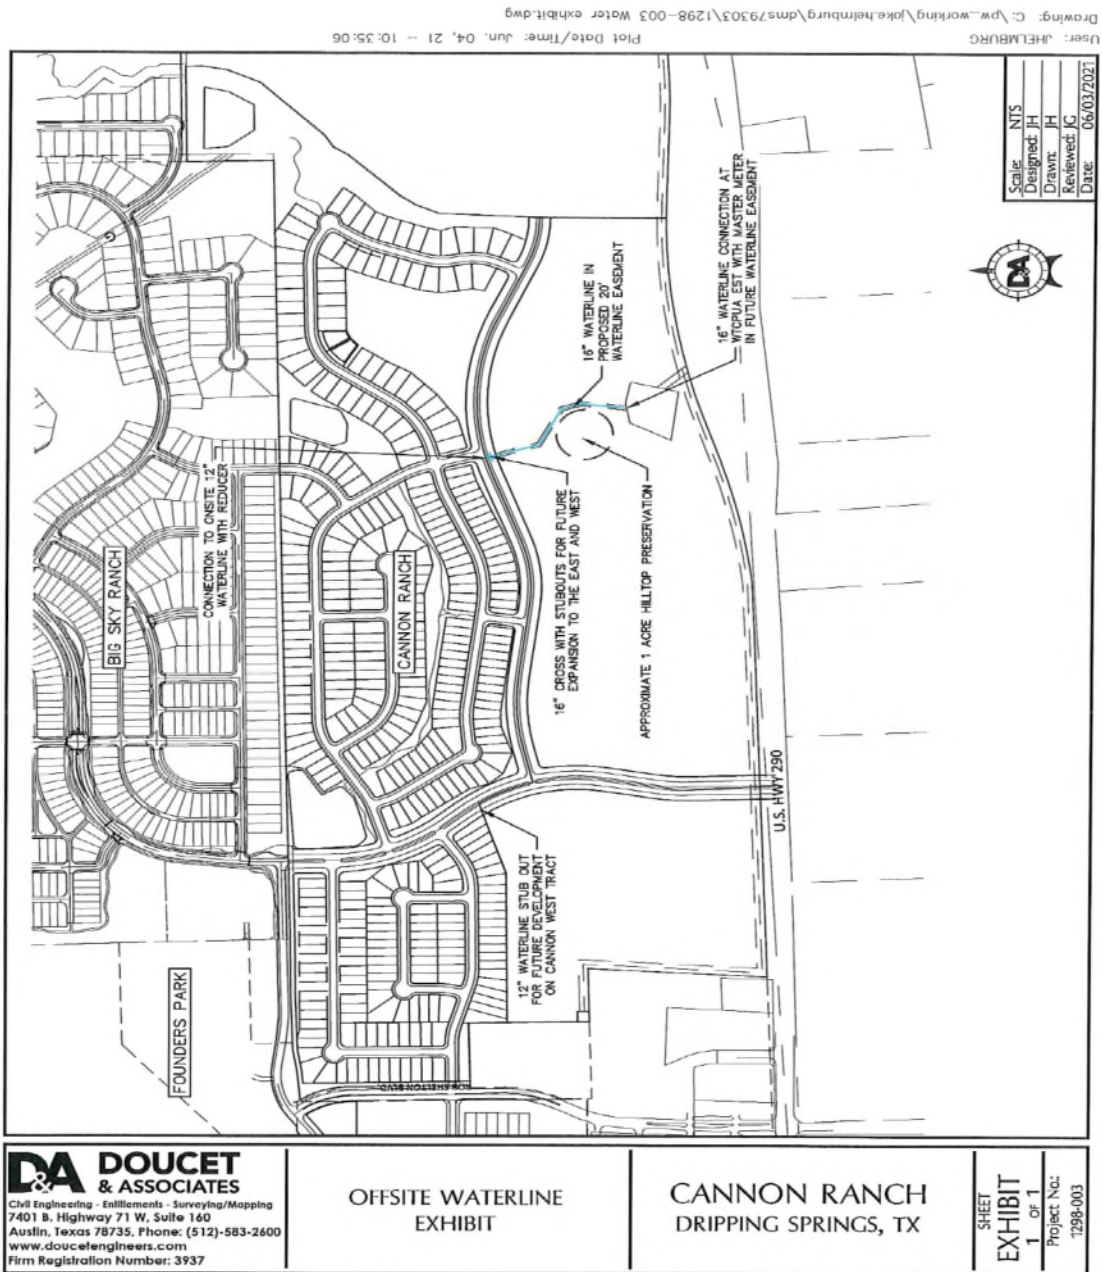 Drawing: C:\pw_working\jake.helmburg\dms79303\1298-003 Water exhibit.dwg
User: JHELMBURG
Plot Date/Time: Jun. 04, 21 - 10:35:06
Scale: NTS
Designed: JH
Drawn: JH
Reviewed: JC
Date: 06/03/2021
D&A
16" WATERLINE CONNECTION AT
WTCPUA EST WITH MASTER METER
IN FUTURE WATERLINE EASEMENT
16" WATERLINE IN
PROPOSED 20'
WATERLINE EASEMENT
CONNECTION TO ONSITE 12"
WATERLINE WITH REDUCER
BIG SKY RANCH
CANNON RANCH
16" CROSS WITH STUBOUTS FOR FUTURE
EXPANSION TO THE EAST AND WEST
APPROXIMATE 1 ACRE HILLTOP PRESERVATION
U.S. HWY 290
12" WATERLINE STUB OUT
FOR FUTURE DEVELOPMENT
ON CANNON WEST TRACT
FOUNDERS PARK
ROB SHELTON BLVD.
D&A DOUCET
& ASSOCIATES
Civil Engineering - Entitlements - Surveying/Mapping
7401 B. Highway 71 W, Suite 160
Austin, Texas 78735, Phone: (512)-583-2600
www.doucetengineers.com
Firm Registration Number: 3937
OFFSITE WATERLINE
EXHIBIT
CANNON RANCH
DRIPPING SPRINGS, TX
SHEET
EXHIBIT
1 OF 1
Project No.:
1298-003